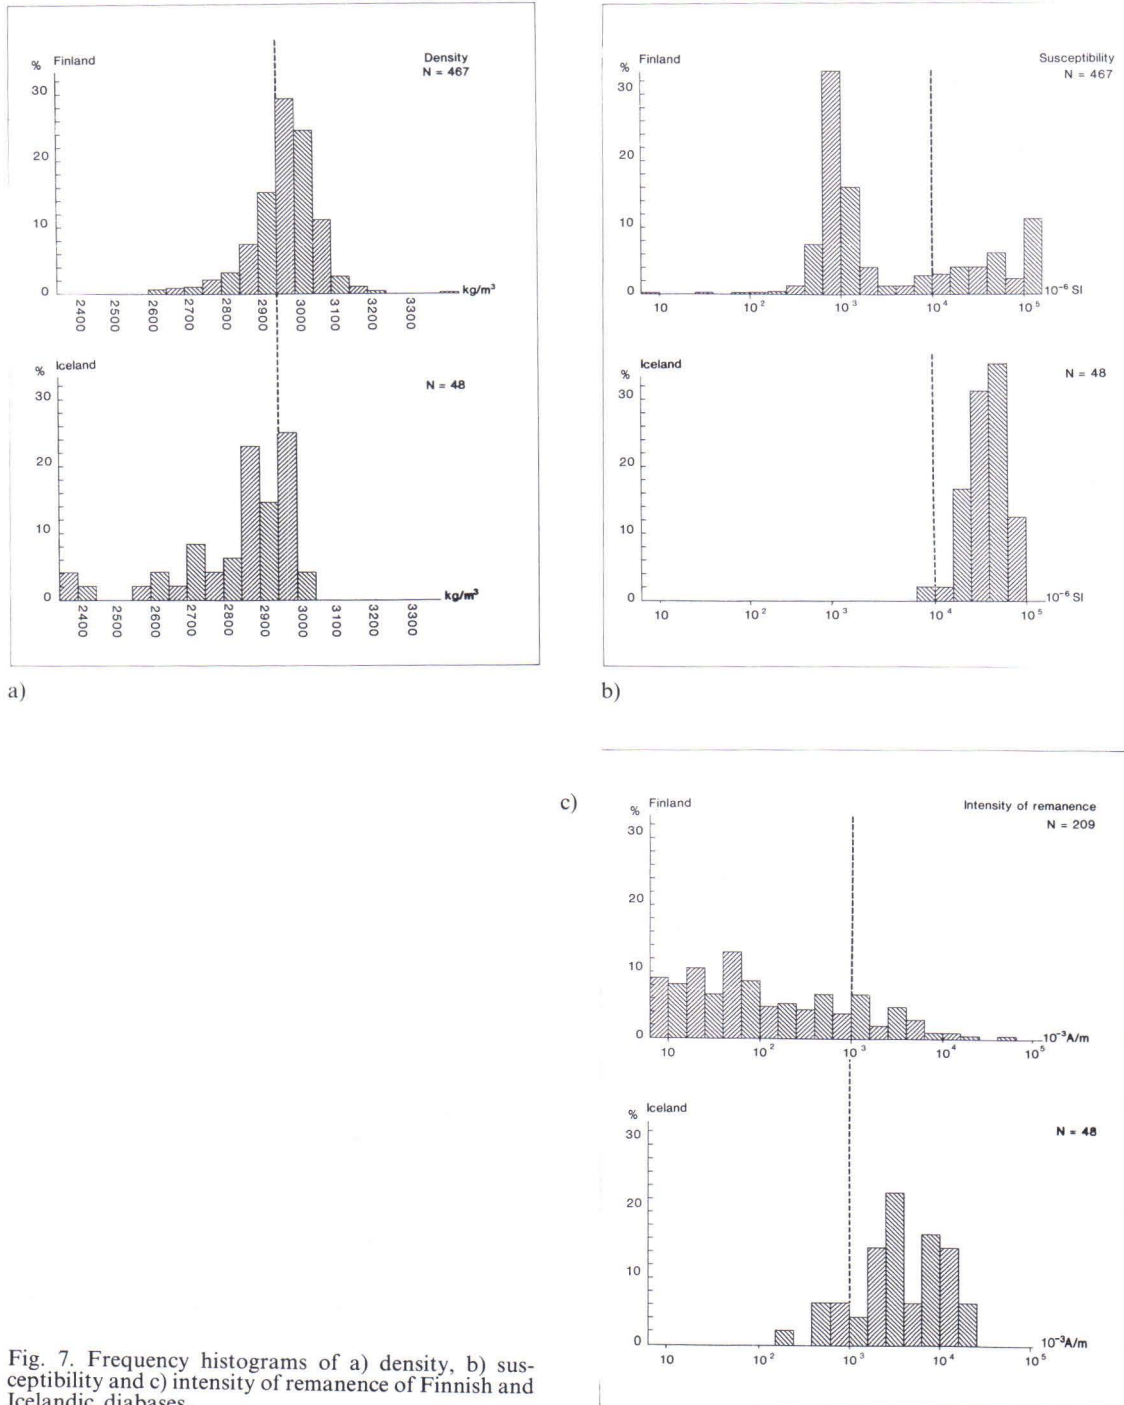 % Finland
Density
N = 467
30
20
10
0
kg/m³
2400 2500 2600 2700 2800 2900 3000 3100 3200 3300
% Iceland
N = 48
30
20
10
0
kg/m³
2400 2500 2600 2700 2800 2900 3000 3100 3200 3300
a)
% Finland
Susceptibility
N = 467
30
20
10
0
10 10² 10³ 10⁴ 10⁵ 10⁻⁶ SI
% Iceland
N = 48
30
20
10
0
10 10² 10³ 10⁴ 10⁵ 10⁻⁶ SI
b)
c)
% Finland
Intensity of remanence
N = 209
30
20
10
0
10 10² 10³ 10⁴ 10⁵ 10⁻³A/m
% Iceland
N = 48
30
20
10
0
10 10² 10³ 10⁴ 10⁵ 10⁻³A/m
Fig. 7. Frequency histograms of a) density, b) sus-
ceptibility and c) intensity of remanence of Finnish and
Icelandic diabases